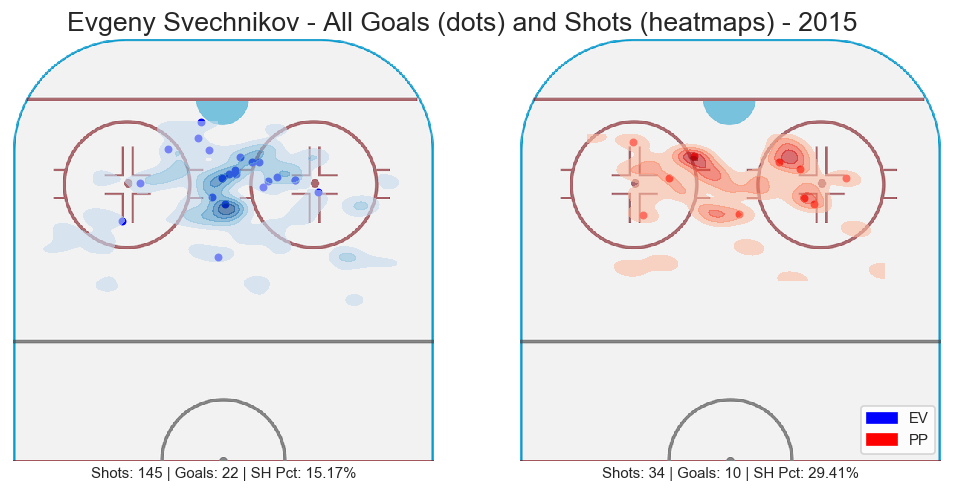 Evgeny Svechnikov - All Goals (dots) and Shots (heatmaps) - 2015
EV
PP
Shots: 145 | Goals: 22 | SH Pct: 15.17%
Shots: 34 | Goals: 10 | SH Pct: 29.41%